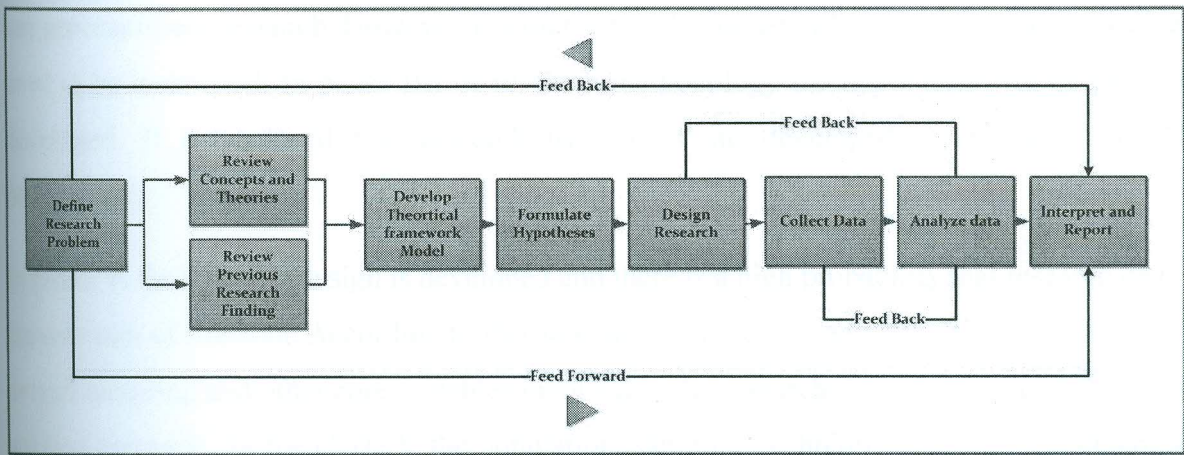 Feed Back
Feed Back
Define
Research
Problem
Review
Concepts and
Theories
Review
Previous
Research
Finding
Develop
Theortical
framework
Model
Formulate
Hypotheses
Design
Research
Collect Data
Analyze data
Interpret and
Report
Feed Back
Feed Forward